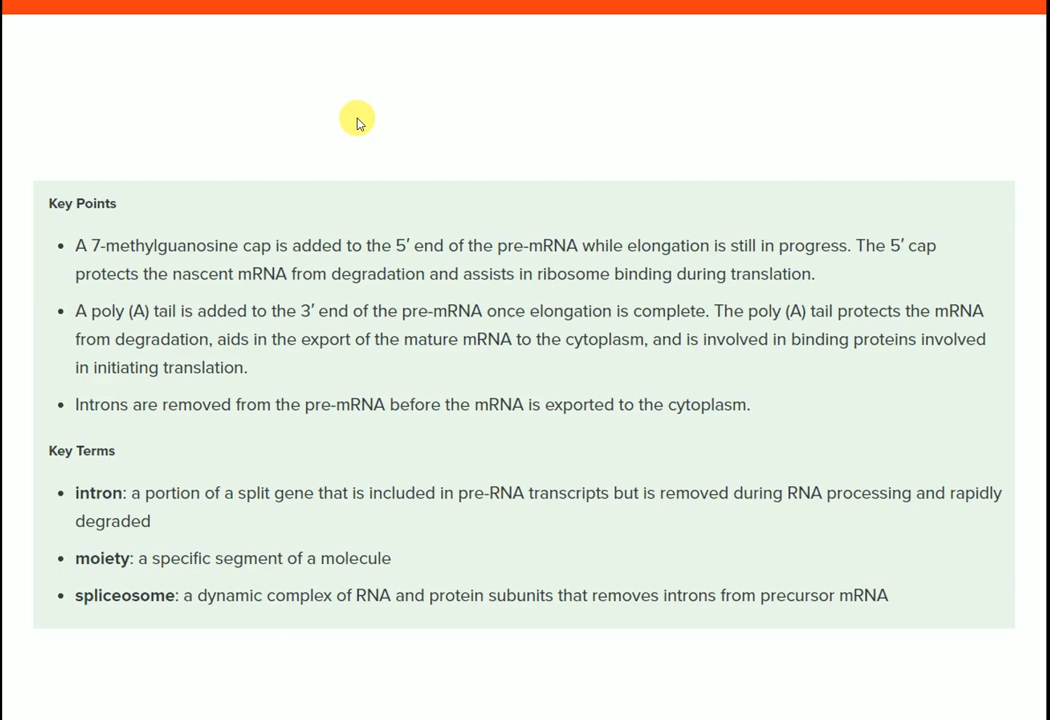 Key Points
• A 7-methylguanosine cap is added to the 5′ end of the pre-mRNA while elongation is still in progress. The 5′ cap
protects the nascent mRNA from degradation and assists in ribosome binding during translation.
• A poly (A) tail is added to the 3′ end of the pre-mRNA once elongation is complete. The poly (A) tail protects the mRNA
from degradation, aids in the export of the mature mRNA to the cytoplasm, and is involved in binding proteins involved
in initiating translation.
• Introns are removed from the pre-mRNA before the mRNA is exported to the cytoplasm.
Key Terms
• intron: a portion of a split gene that is included in pre-RNA transcripts but is removed during RNA processing and rapidly
degraded
• moiety: a specific segment of a molecule
• spliceosome: a dynamic complex of RNA and protein subunits that removes introns from precursor mRNA